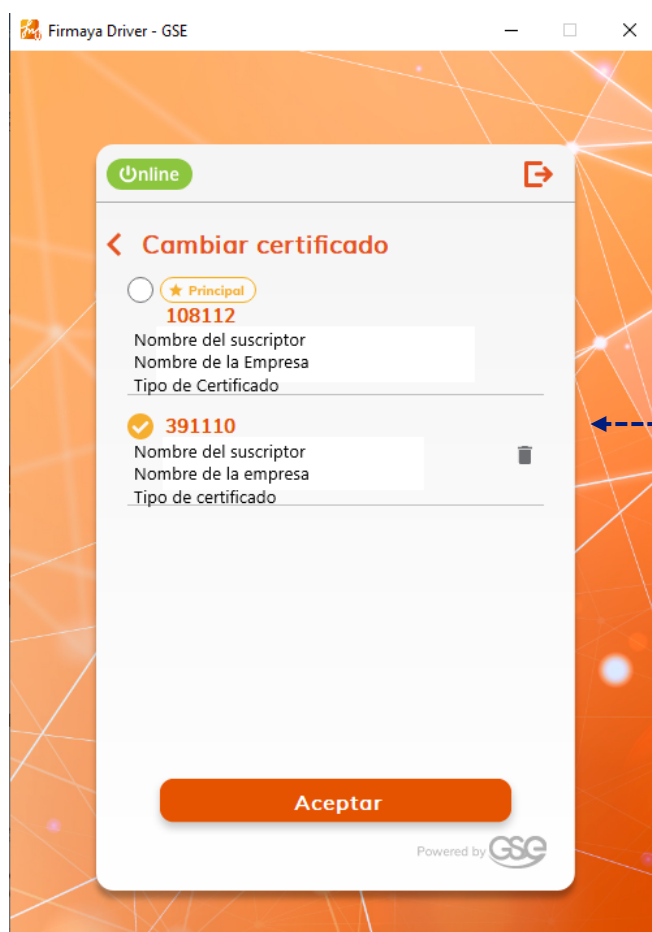 Firmaya Driver - GSE
Online
Cambiar certificado
Principal
108112
Nombre del suscriptor
Nombre de la Empresa
Tipo de Certificado
391110
Nombre del suscriptor
Nombre de la empresa
Tipo de certificado
Aceptar
Powered by GSE